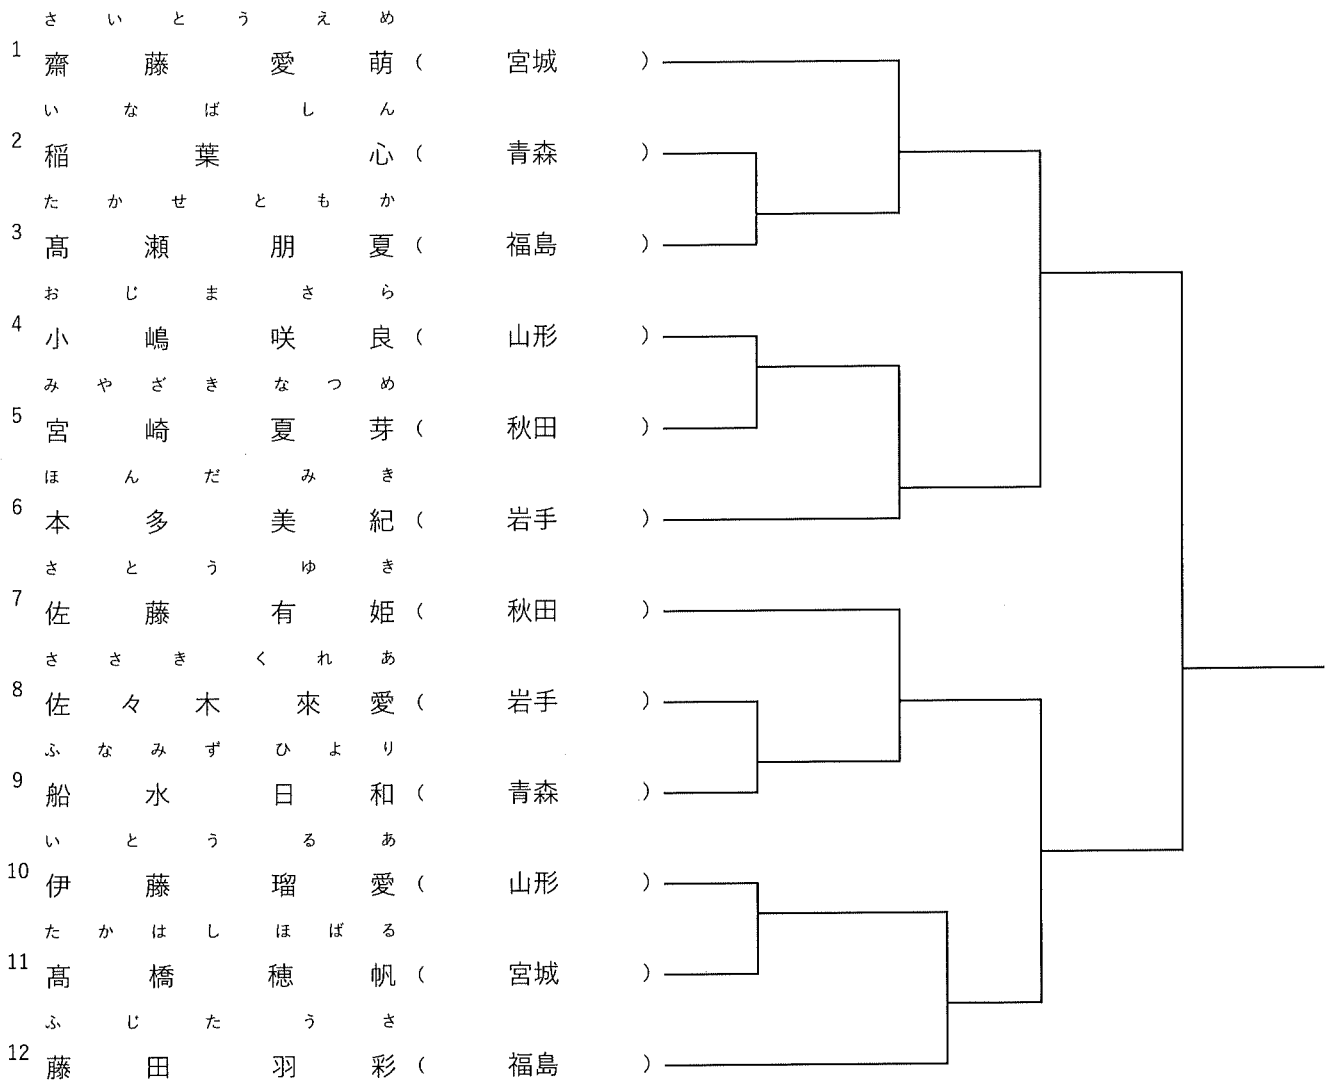 さいとうえめ
1 齋藤愛萌 ( 宮城 )
いなばしん
2 稲葉心 ( 青森 )
たかせともか
3 髙瀬朋夏 ( 福島 )
おじまさら
4 小嶋咲良 ( 山形 )
みやざきなつめ
5 宮崎夏芽 ( 秋田 )
ほんだみき
6 本多美紀 ( 岩手 )
さとうゆき
7 佐藤有姫 ( 秋田 )
ささきくれあ
8 佐々木來愛 ( 岩手 )
ふなみずひより
9 船水日和 ( 青森 )
いとうるあ
10 伊藤瑠愛 ( 山形 )
たかはしほばる
11 髙橋穂帆 ( 宮城 )
ふじたうさ
12 藤田羽彩 ( 福島 )